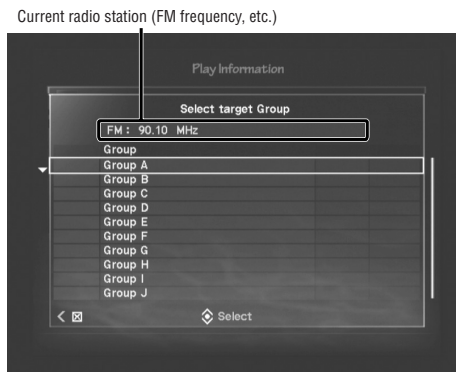 Current radio station (FM frequency, etc.)
Play Information
Select target Group
FM : 90.10 MHz
Group
Group A
Group B
Group C
Group D
Group E
Group F
Group G
Group H
Group I
Group J
Select